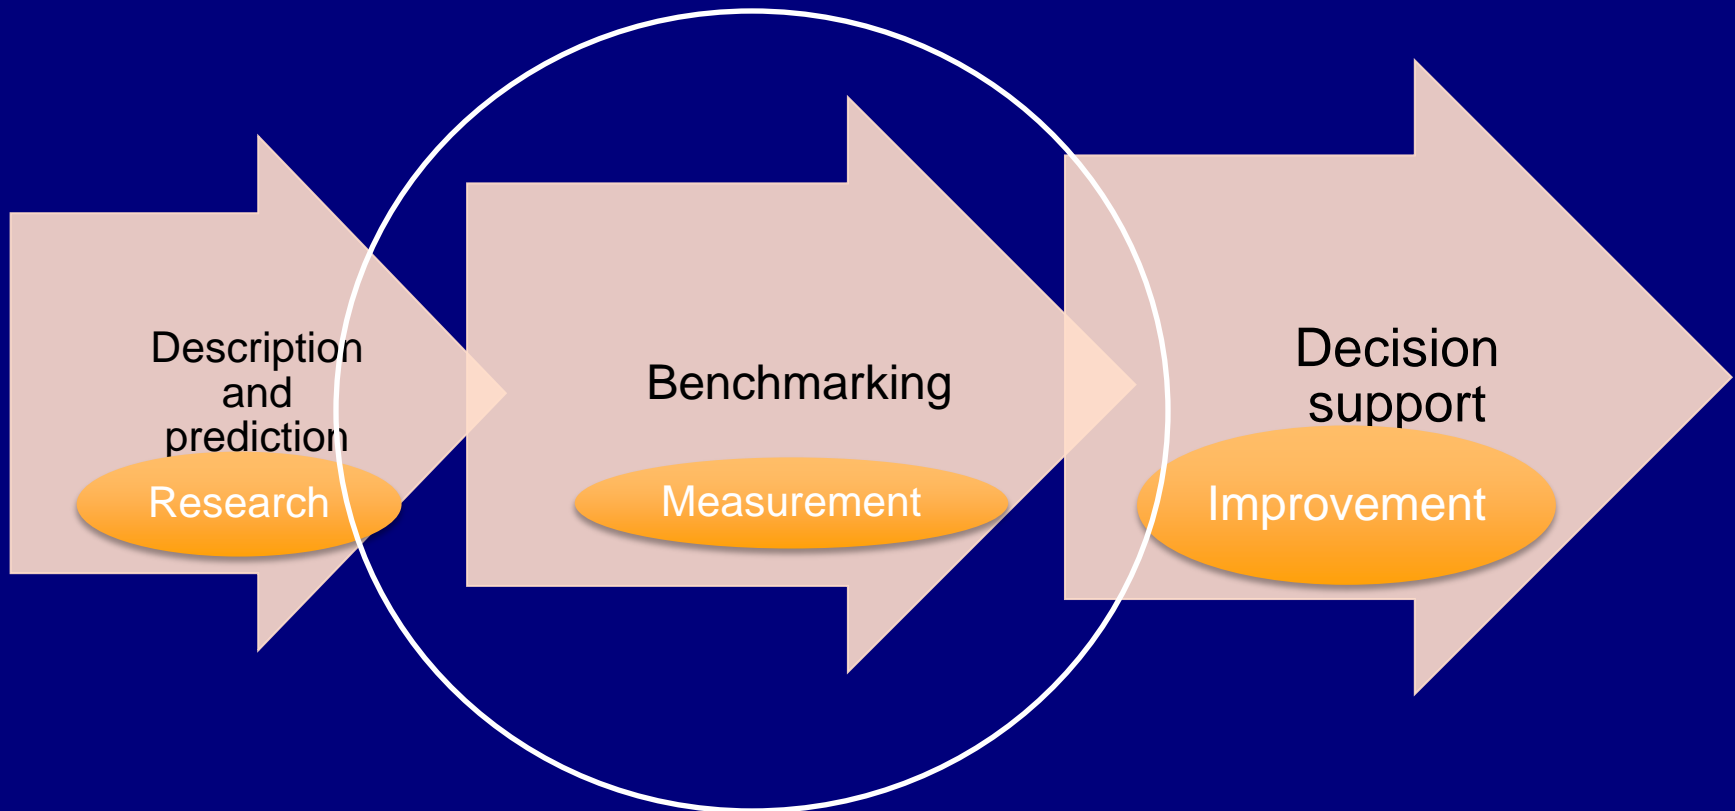 Description
and
prediction
Research
Benchmarking
Measurement
Decision
support
Improvement